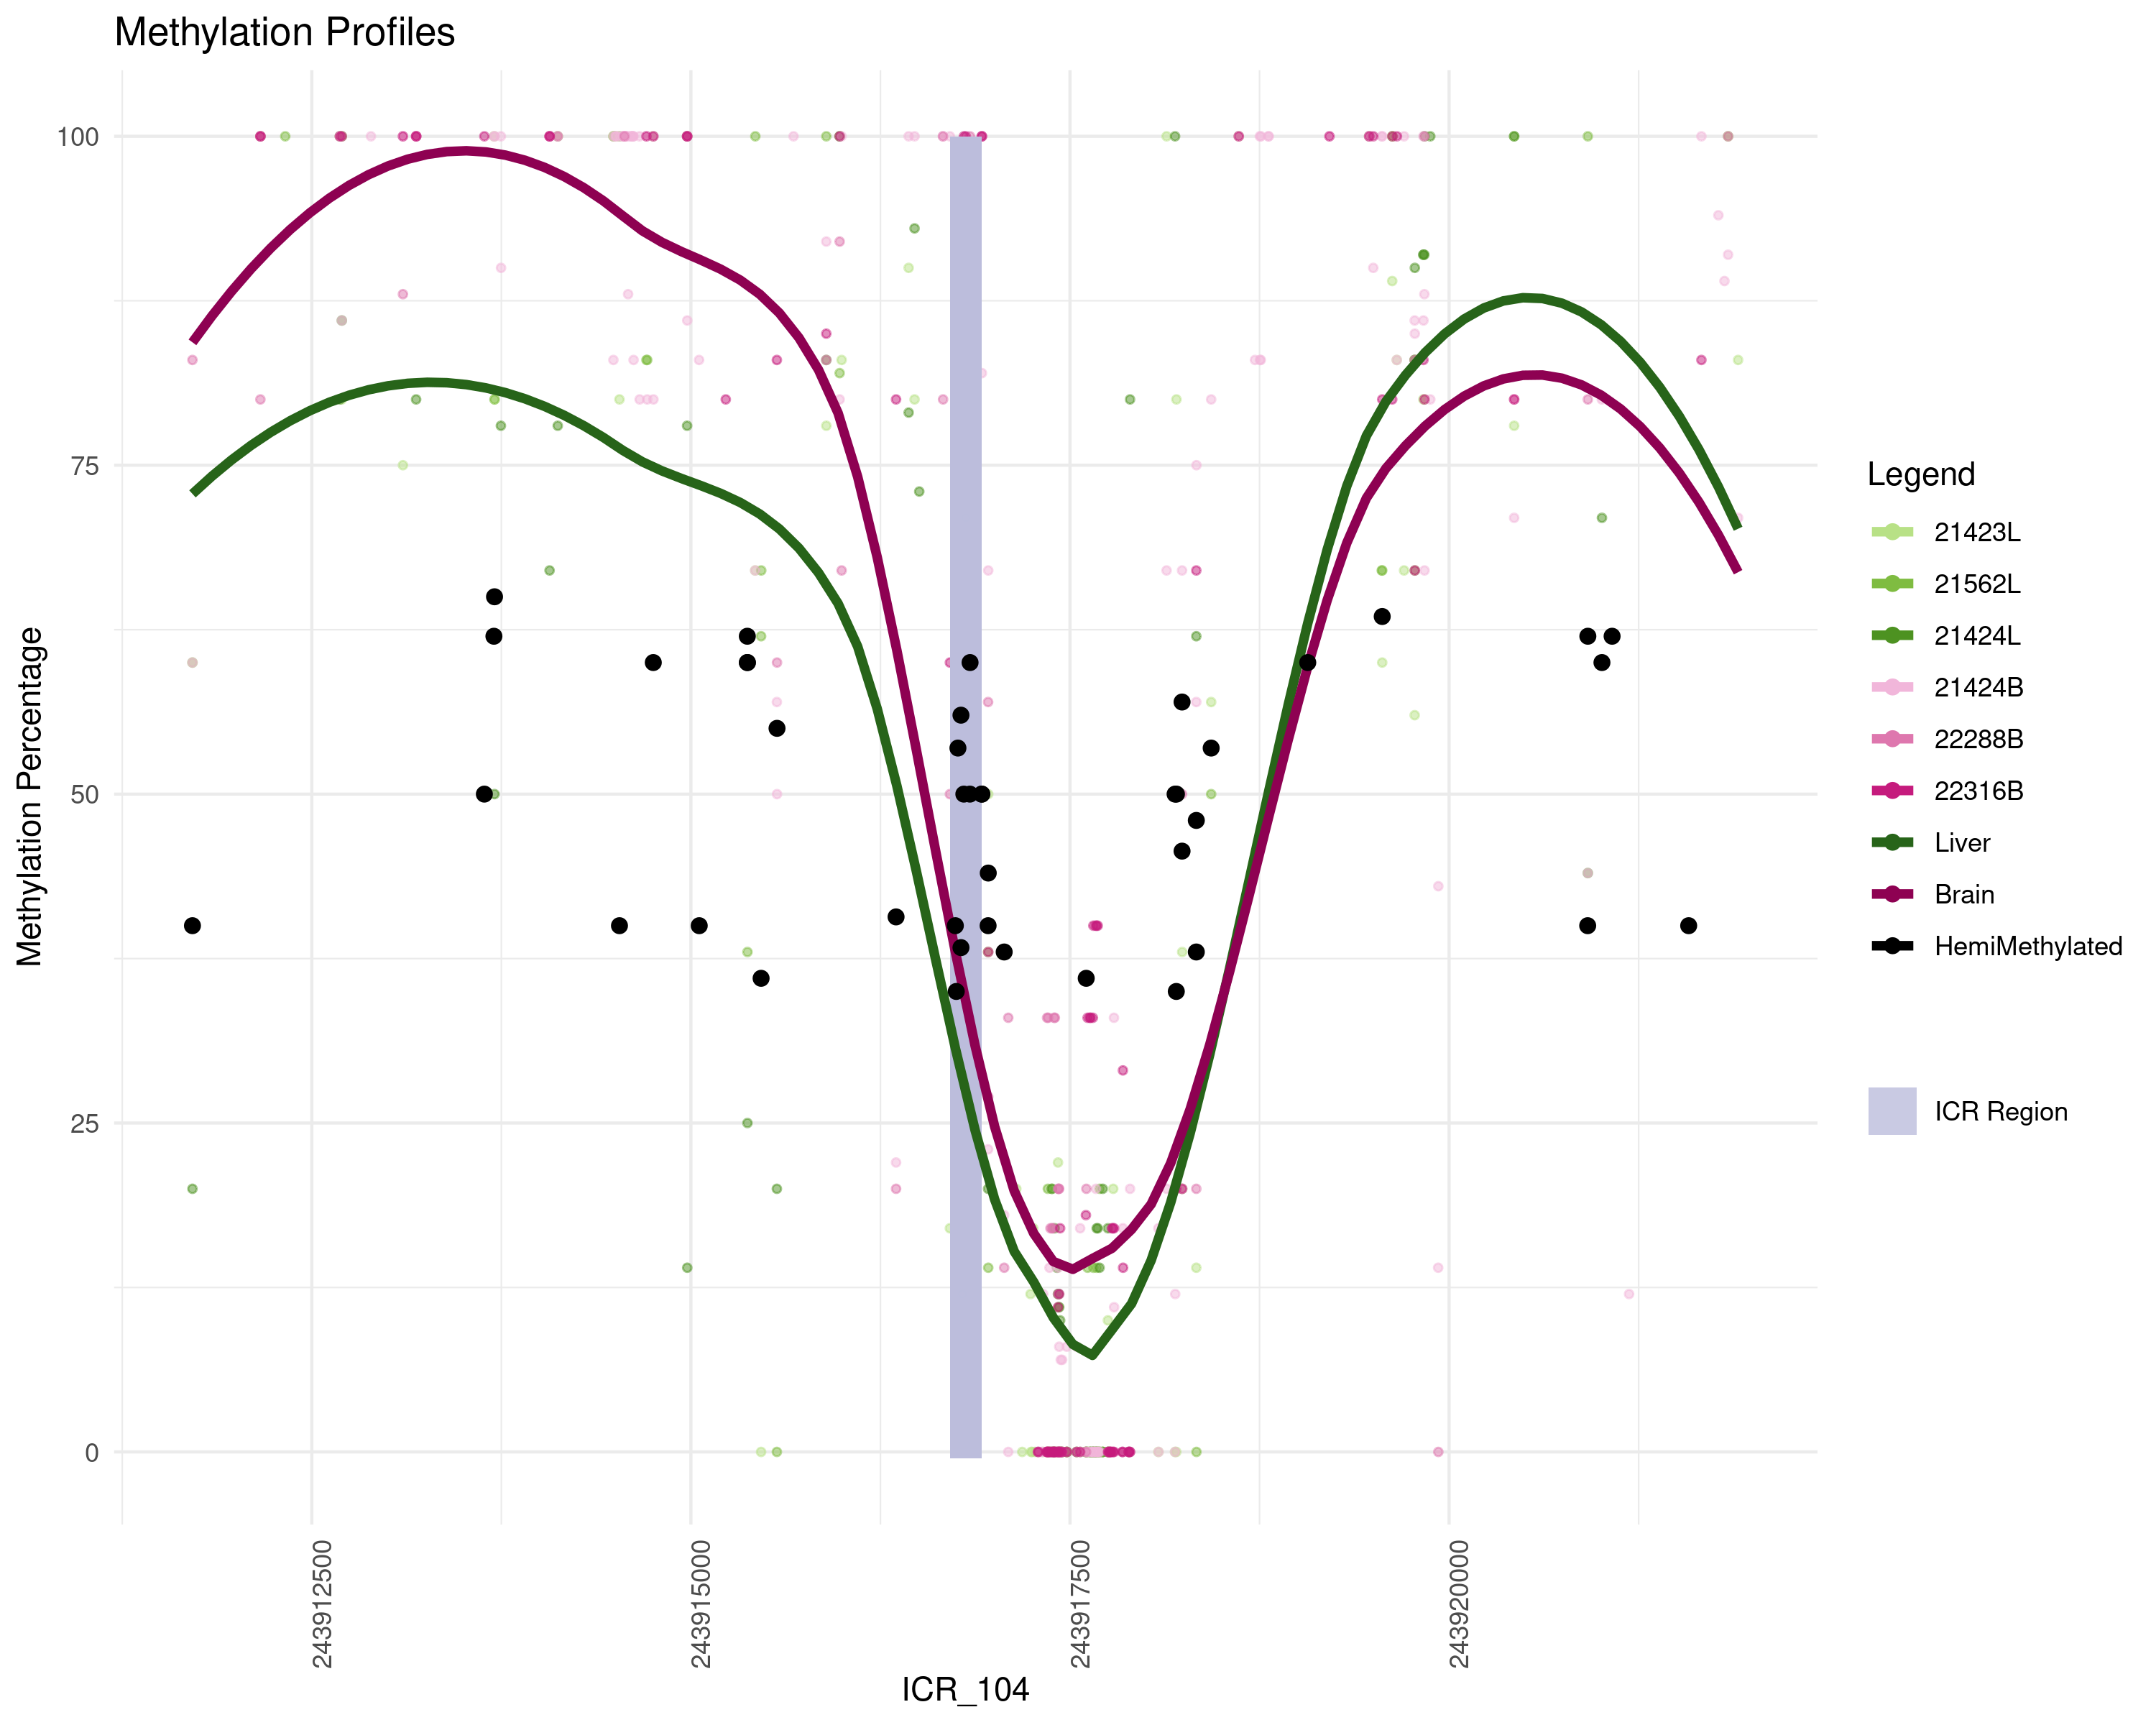 Methylation Profiles
Methylation Percentage
100
75
50
25
0
243912500
243915000
243917500
243920000
ICR_104
Legend
21423L
21562L
21424L
21424B
22288B
22316B
Liver
Brain
HemiMethylated
ICR Region